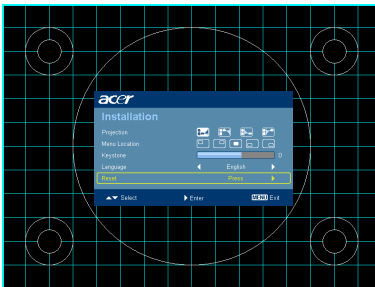 acer
Installation
Projection
Menu Location
Keystone 0
Language English
Reset Press
Select Enter MENU Exit